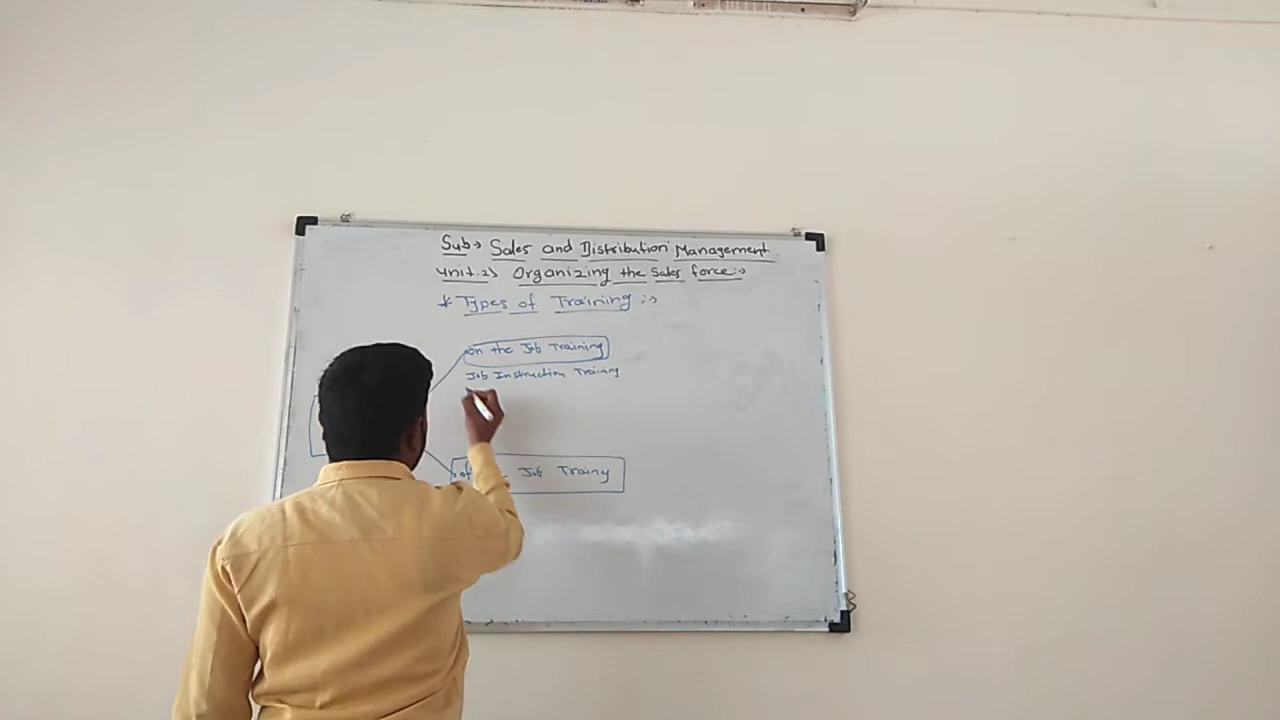 Sub→ Sales and Distribution Management
Unit.2) Organizing the Sales force:→
* Types of Training :→
on the Job Training
Job Instruction Training
Job Trainy